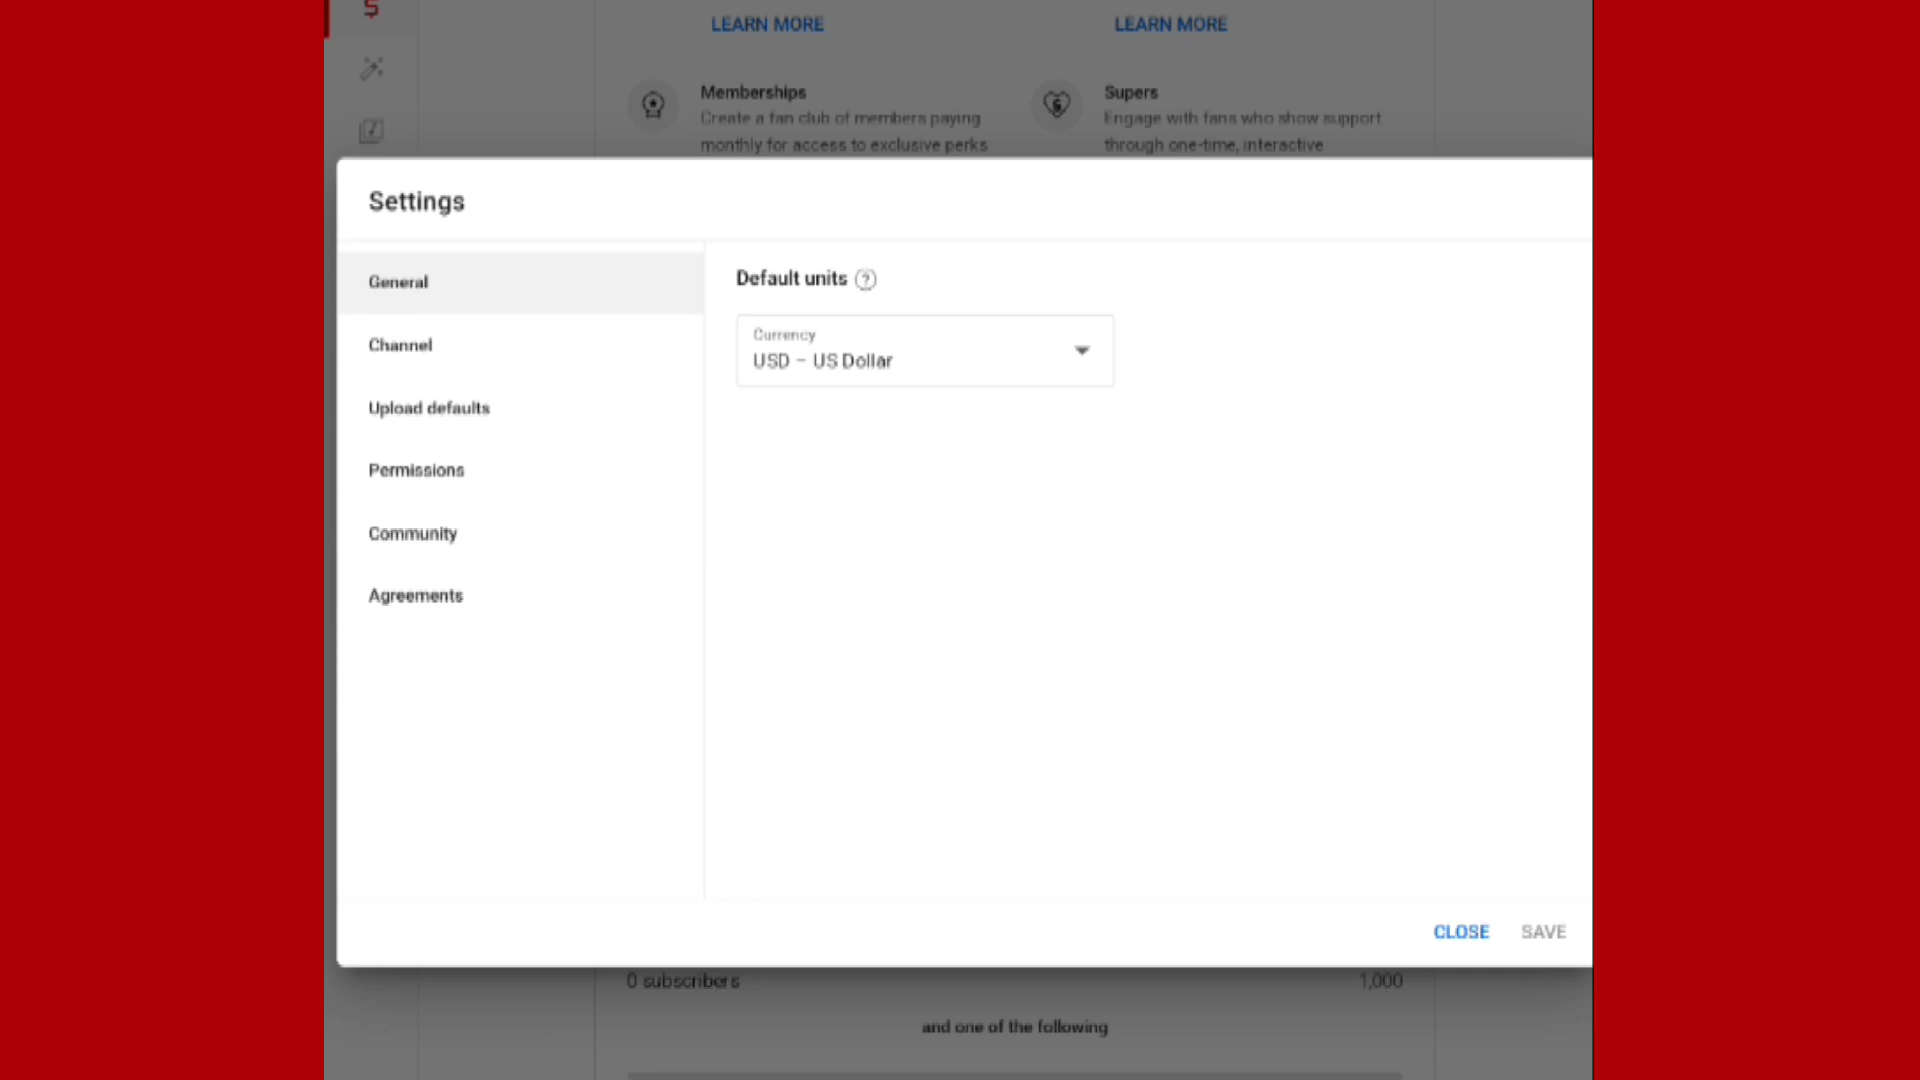 LEARN MORE
LEARN MORE
Memberships
Create a fan club of members paying
monthly for access to exclusive perks
Supers
Engage with fans who show support
through one-time, interactive
Settings
General
Channel
Upload defaults
Permissions
Community
Agreements
Default units ?
Currency
USD – US Dollar
CLOSE
SAVE
0 subscribers
1,000
and one of the following